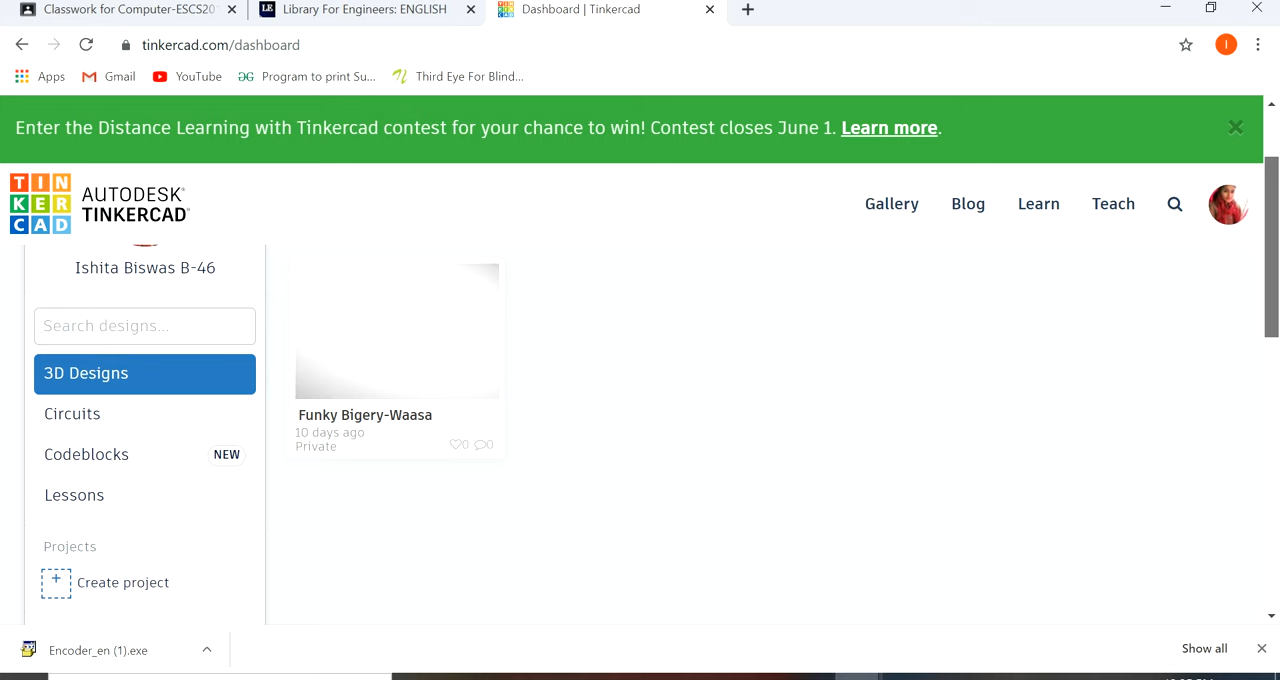 Classwork for Computer-ESCS20
Library For Engineers: ENGLISH
Dashboard | Tinkercad
tinkercad.com/dashboard
I
Apps
Gmail
YouTube
Program to print Su...
Third Eye For Blind...
Enter the Distance Learning with Tinkercad contest for your chance to win! Contest closes June 1. Learn more.
TIN
KER
CAD
AUTODESK®
TINKERCAD™
Gallery
Blog
Learn
Teach
Ishita Biswas B-46
Search designs...
3D Designs
Circuits
Codeblocks
NEW
Lessons
Projects
Create project
Funky Bigery-Waasa
10 days ago
Private
0
0
Encoder_en (1).exe
Show all